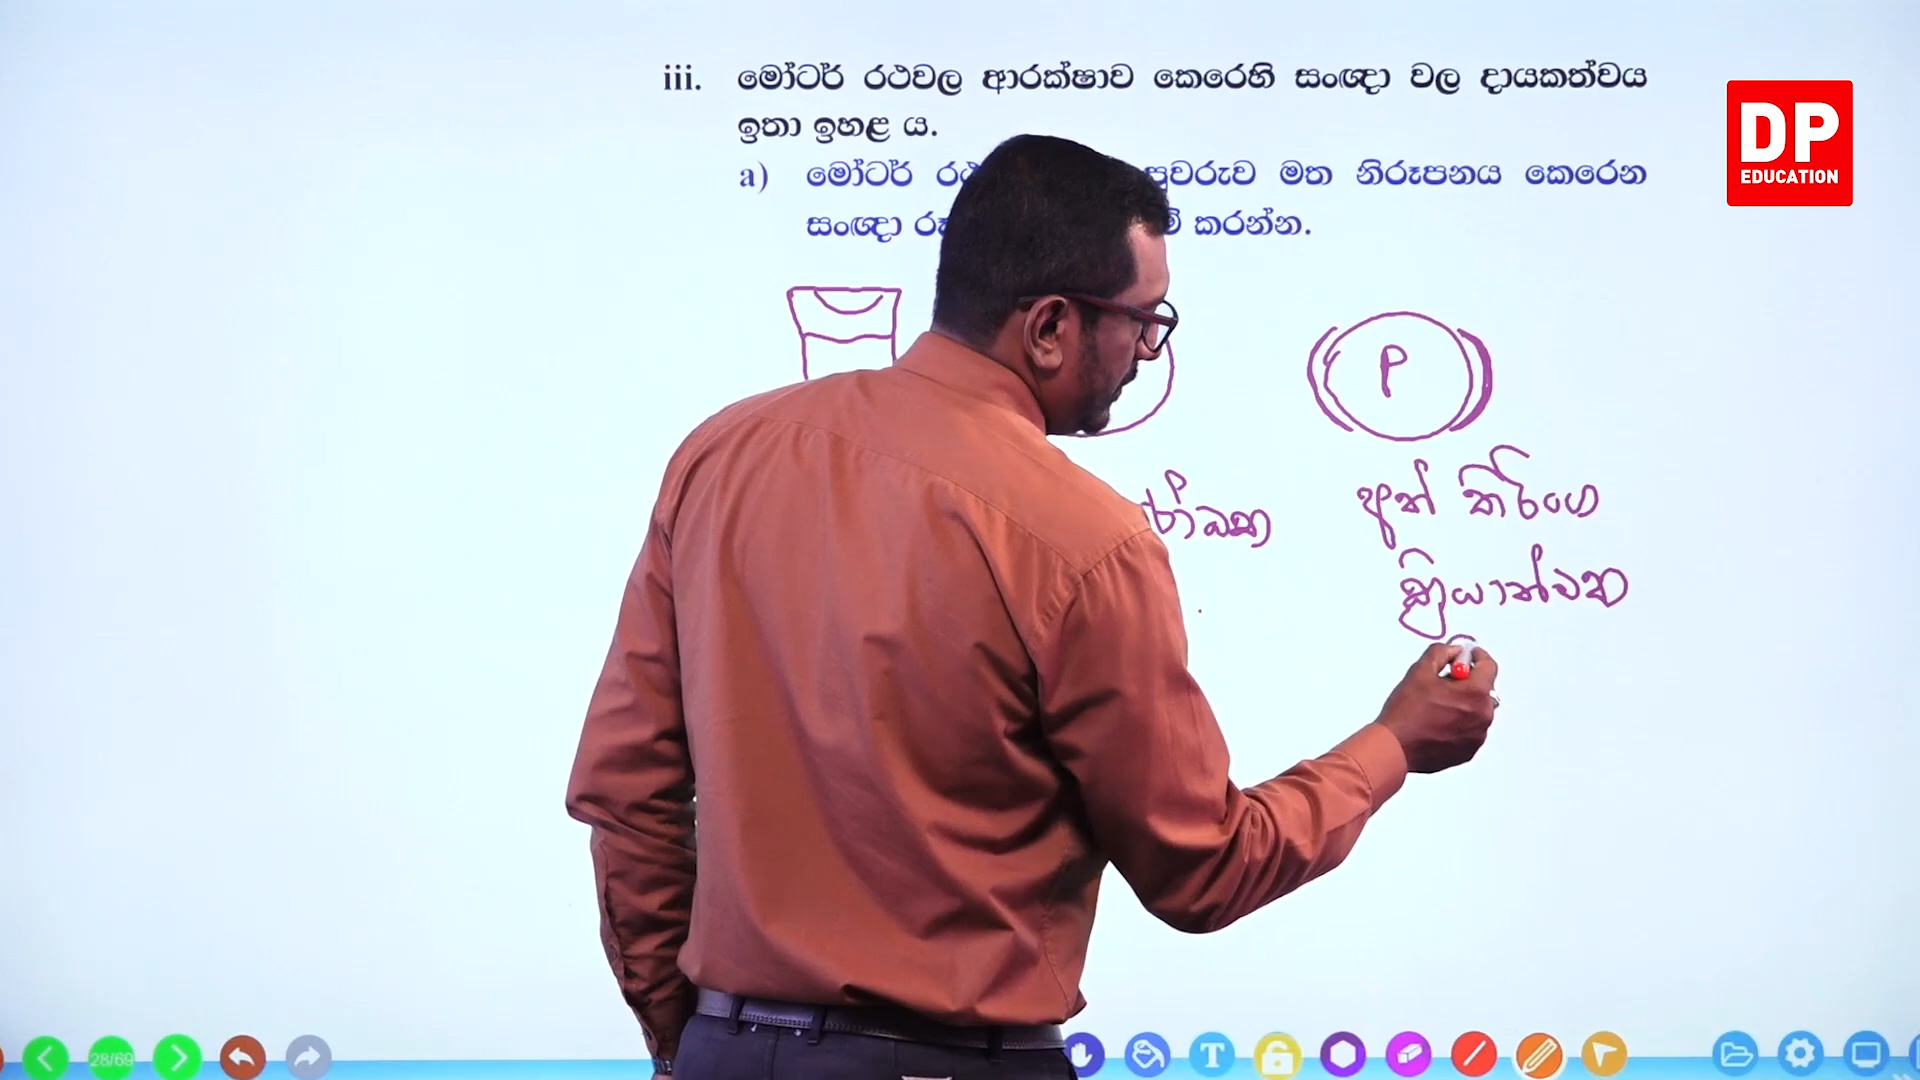 iii. මෝටර් රථවල ආරක්ෂාව කෙරෙහි සංඥා වල දායකත්වය
ඉතා ඉහළ ය.
a) මෝටර් පුවරුව මත නිරූපනය කෙරෙන
සංඥා කරන්න.
DP
EDUCATION
P
අත් තිරිංග
ක්‍රියාත්මක
28/69
T